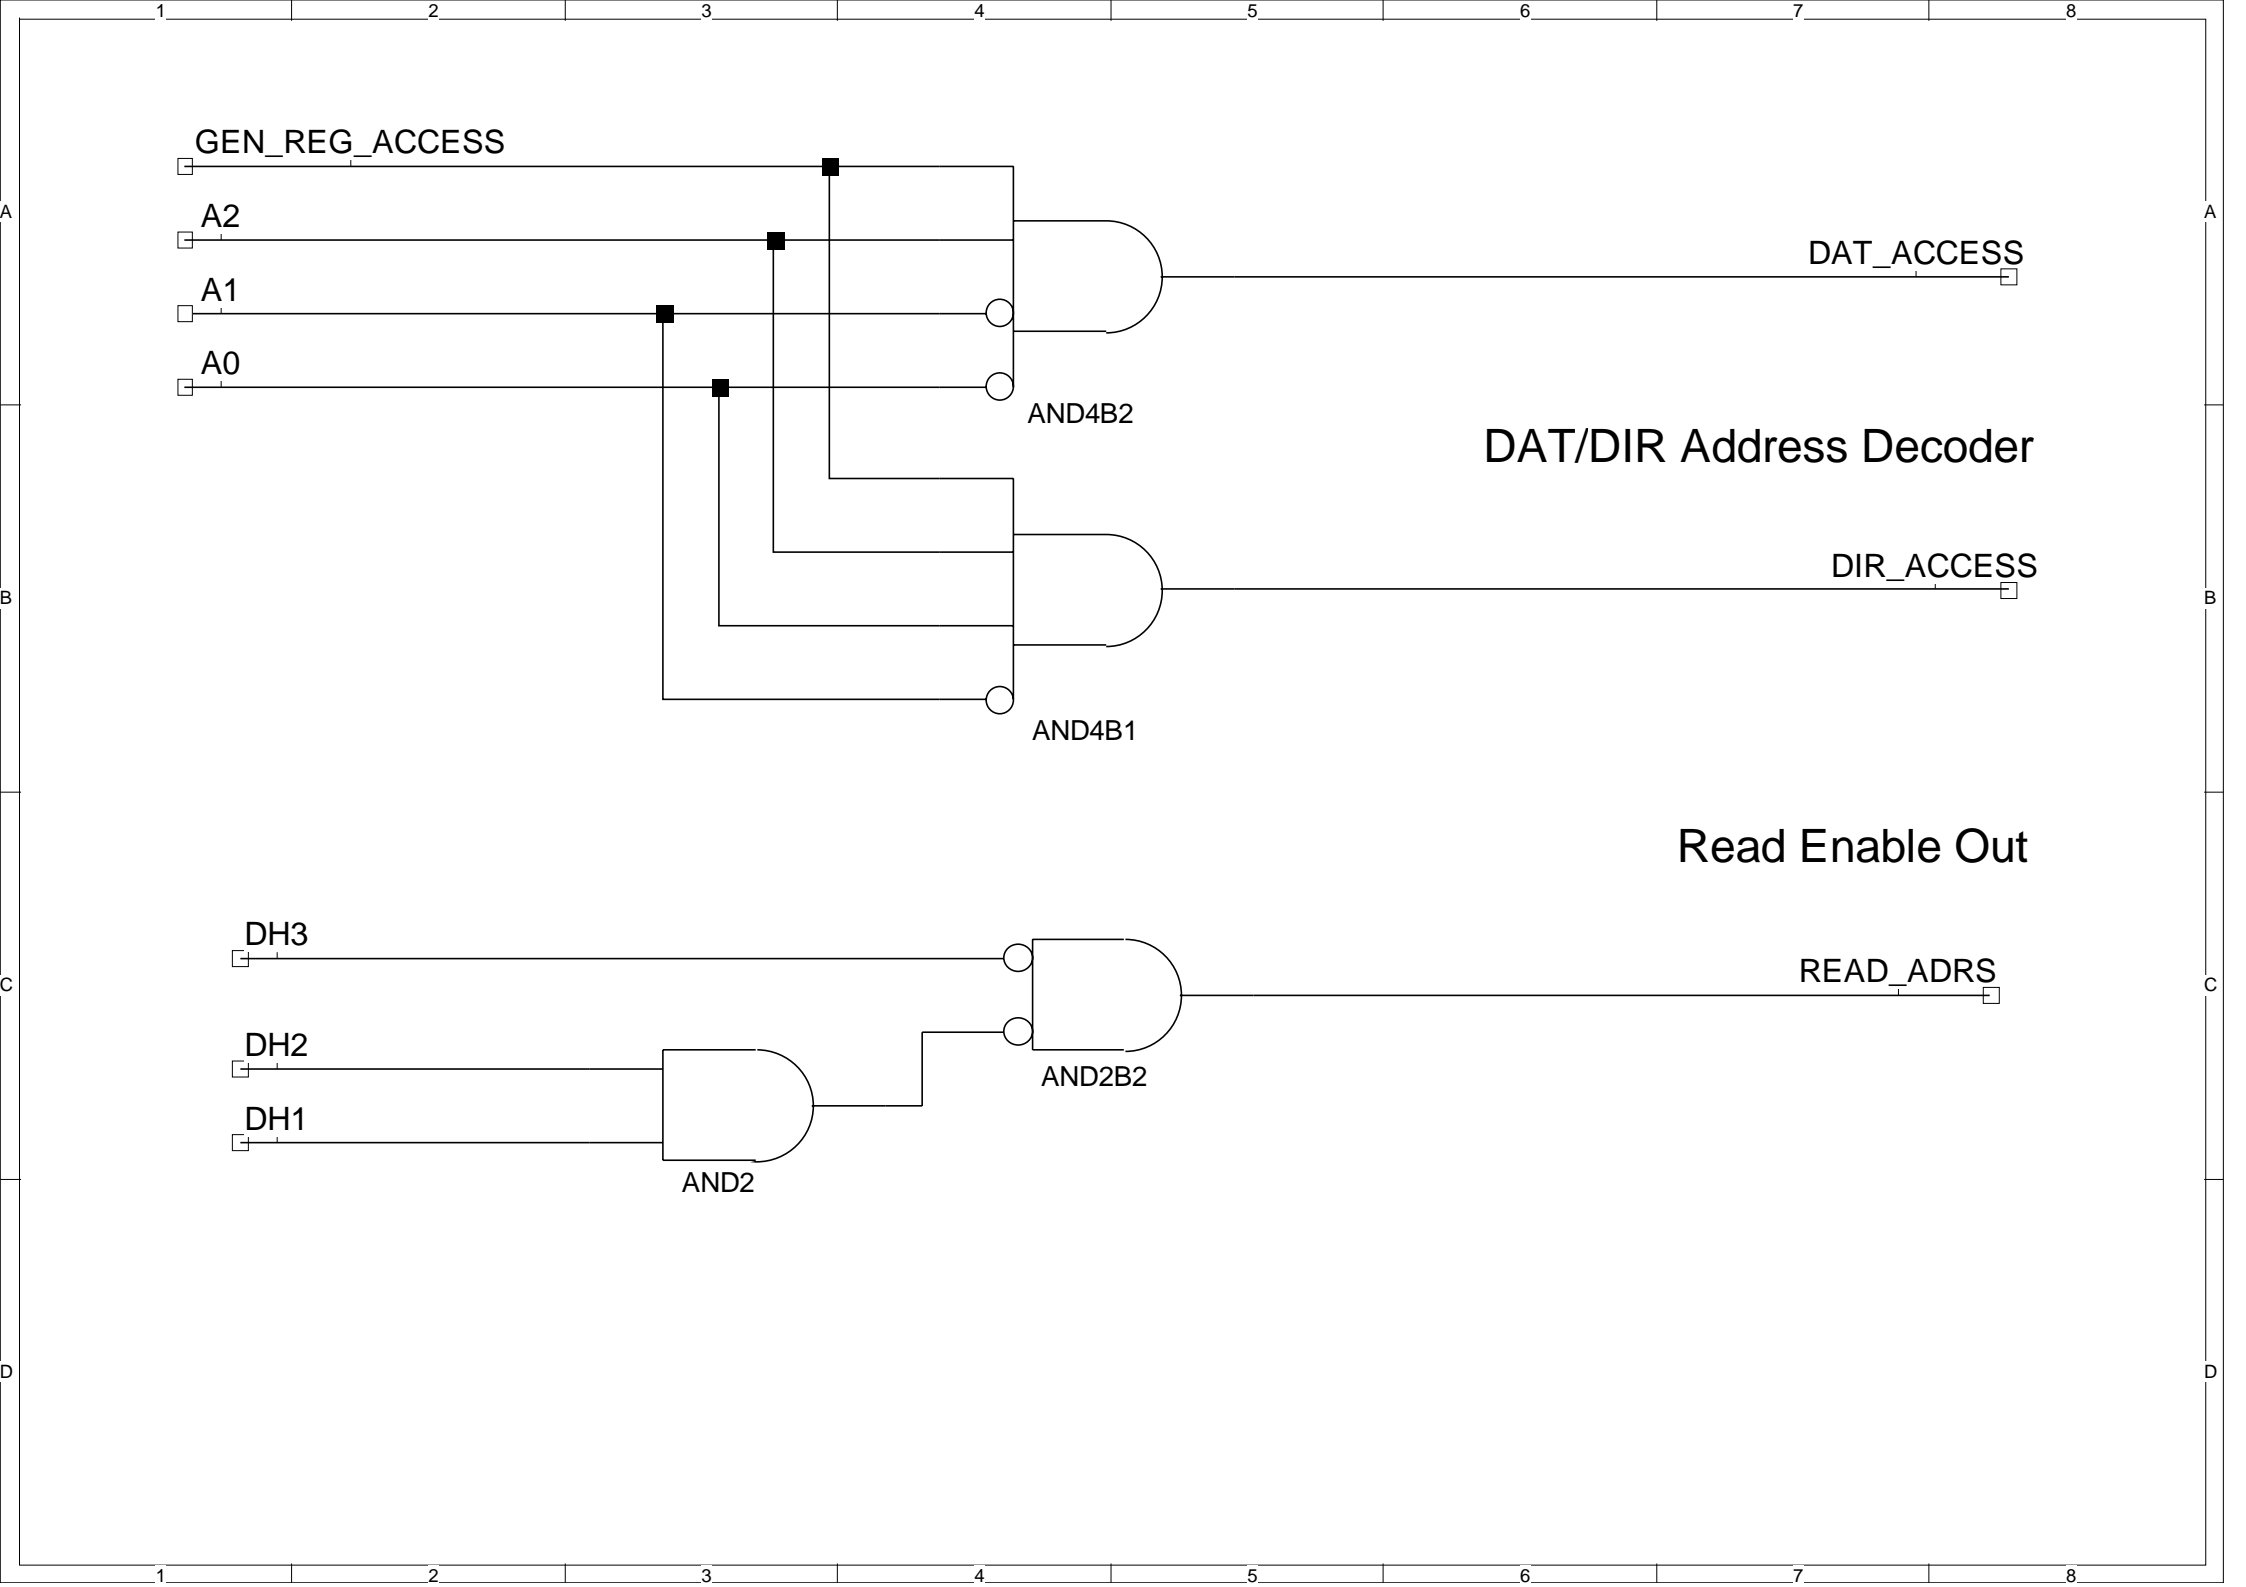 1 2 3 4 5 6 7 8
GEN_REG_ACCESS
A2
A A
DAT_ACCESS
A1
A0
AND4B2
DAT/DIR Address Decoder
DIR_ACCESS
B B
AND4B1
Read Enable Out
DH3
READ_ADRS
C C
DH2
AND2B2
DH1
AND2
D D
1 2 3 4 5 6 7 8